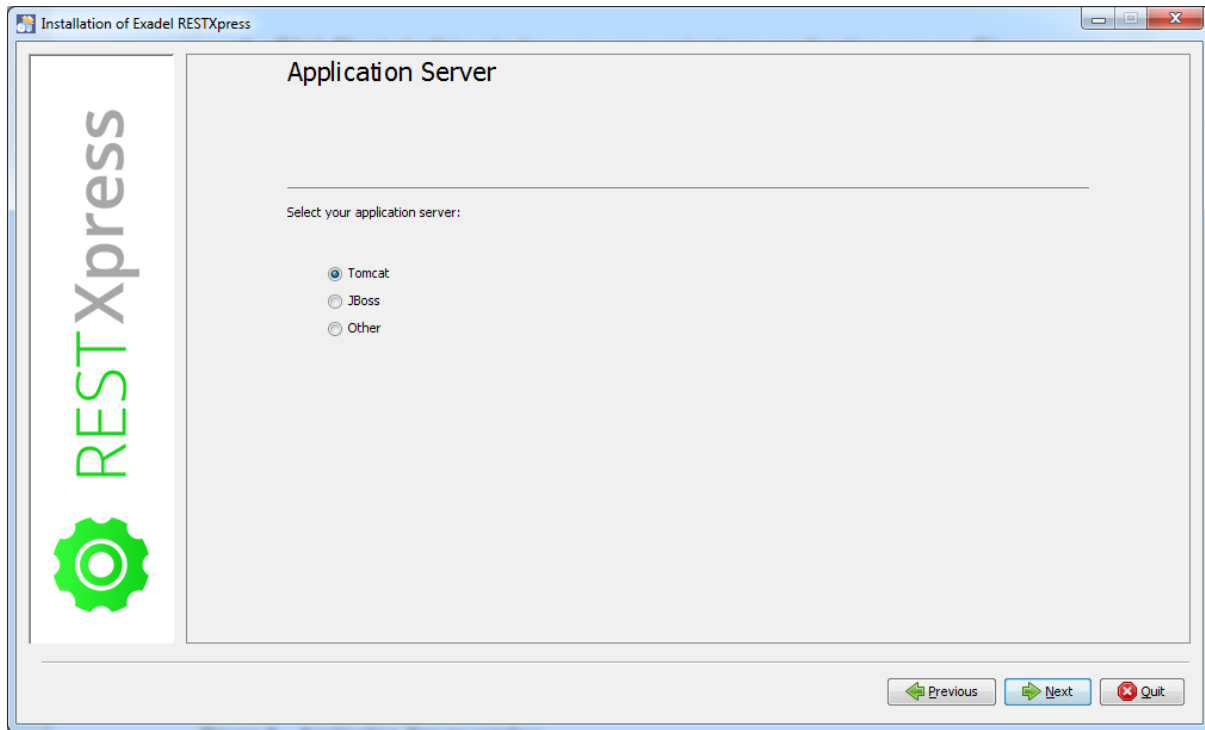 Installation of Exadel RESTXpress
RESTXpress
Application Server
Select your application server:
Tomcat
JBoss
Other
Previous
Next
Quit